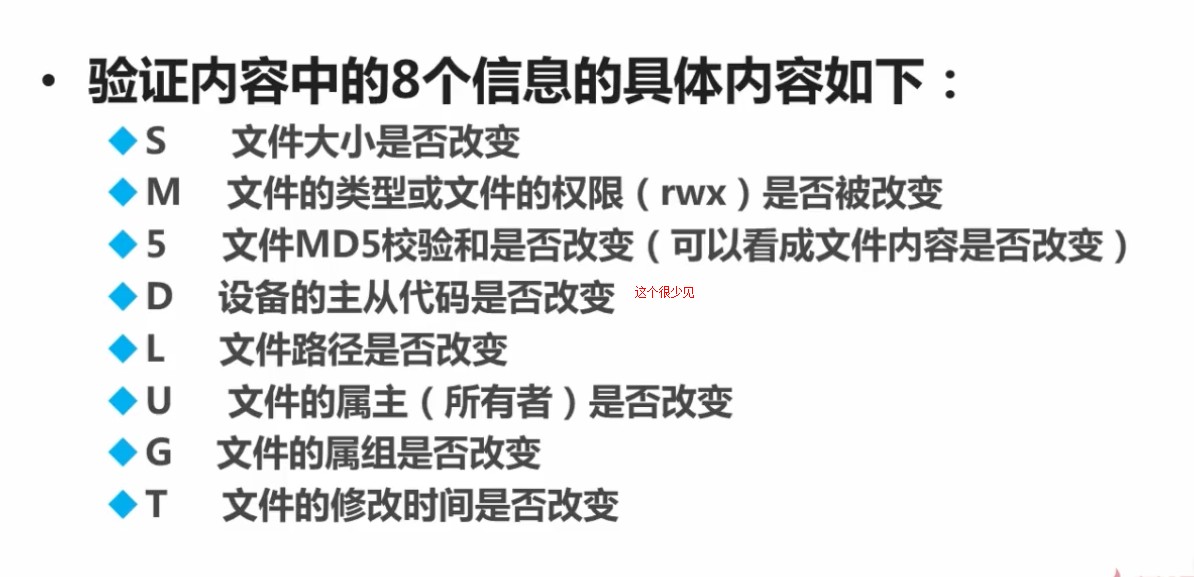 • 验证内容中的8个信息的具体内容如下：
◆S 文件大小是否改变
◆M 文件的类型或文件的权限（rwx）是否被改变
◆5 文件MD5校验和是否改变（可以看成文件内容是否改变）
◆D 设备的主从代码是否改变 这个很少见
◆L 文件路径是否改变
◆U 文件的属主（所有者）是否改变
◆G 文件的属组是否改变
◆T 文件的修改时间是否改变